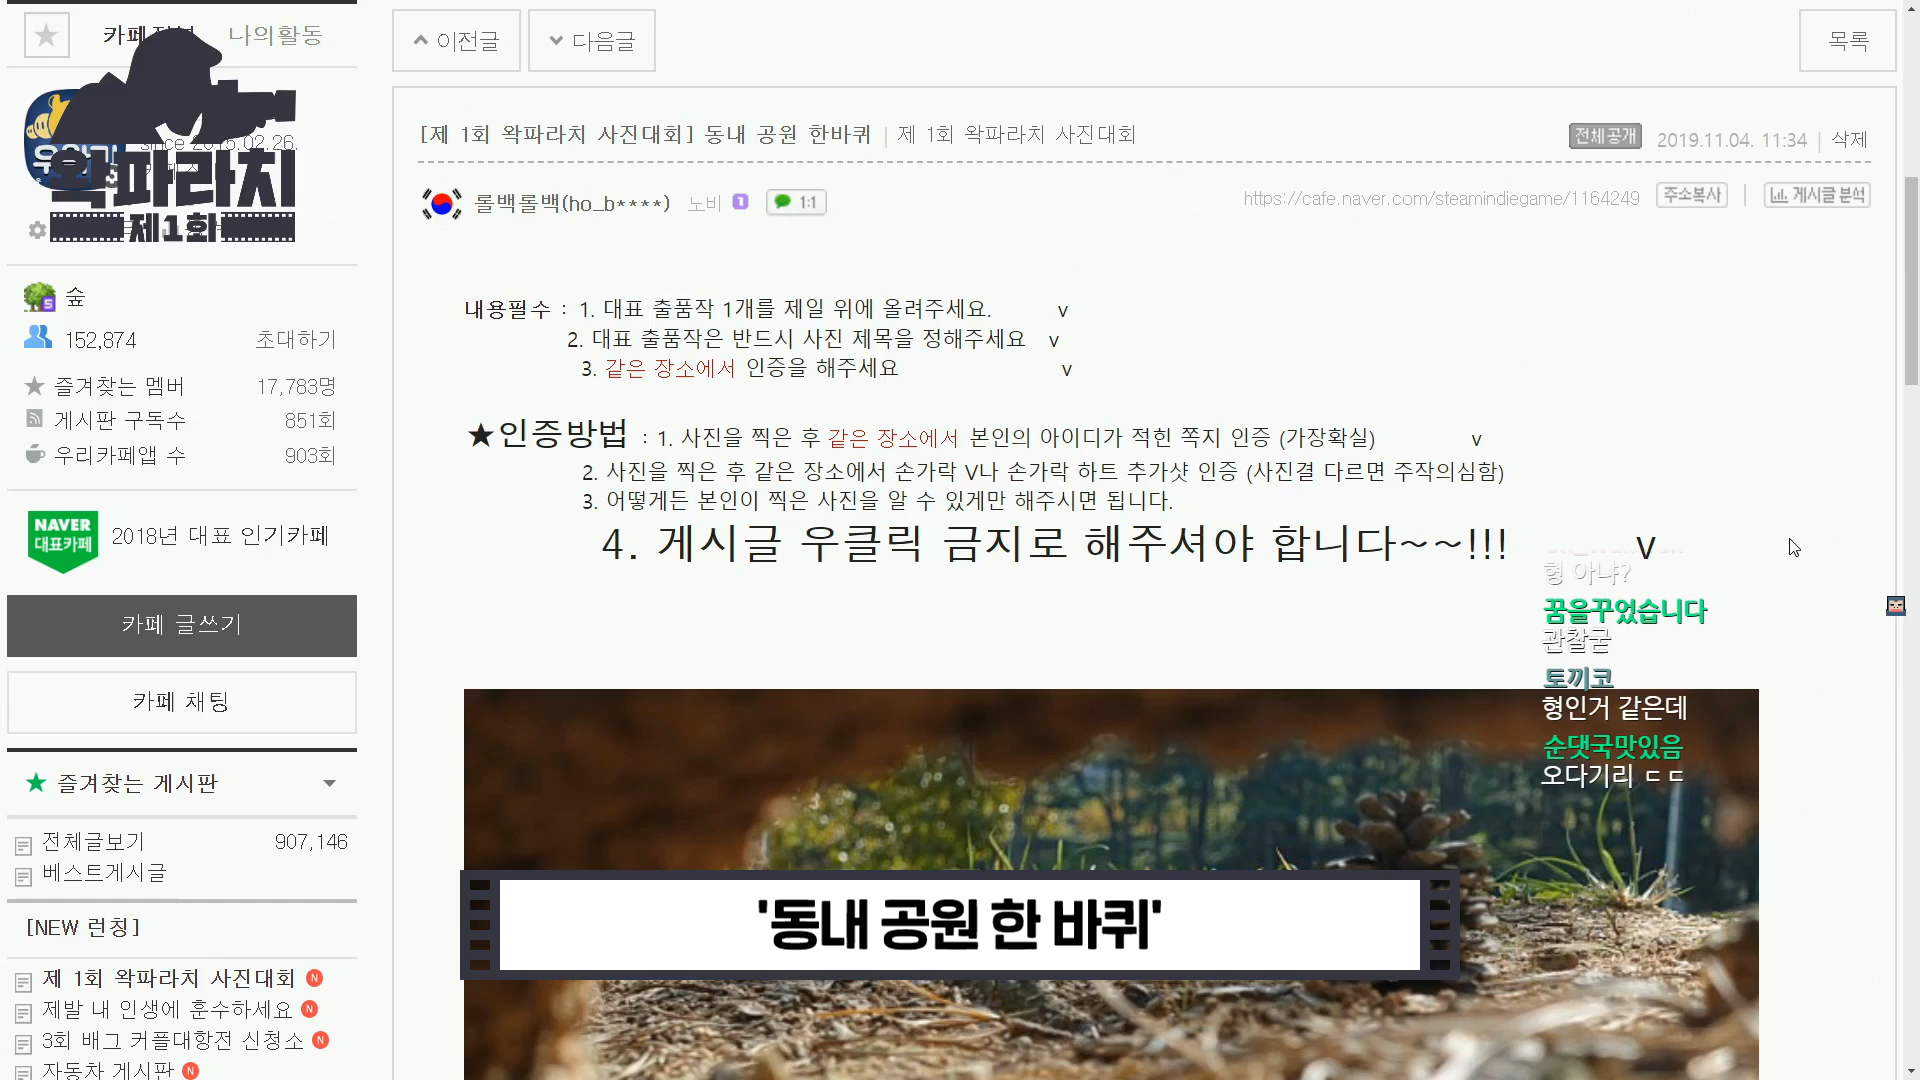 나의활동
이전글
다음글
목록
왁파라치
제1회
[제 1회 왁파라치 사진대회] 동내 공원 한바퀴 | 제 1회 왁파라치 사진대회
전체공개 2019.11.04. 11:34 | 삭제
롤백롤백(ho_b****) 노비 1 1:1
https://cafe.naver.com/steamindiegame/1164249 주소복사 | 게시글 분석
숲
152,874 초대하기
즐겨찾는 멤버 17,783명
게시판 구독수 851회
우리카페앱 수 903회
NAVER
대표카페
2018년 대표 인기카페
카페 글쓰기
카페 채팅
즐겨찾는 게시판
전체글보기 907,146
베스트게시글
[NEW 런칭]
제 1회 왁파라치 사진대회 N
제발 내 인생에 훈수하세요 N
3회 배그 커플대항전 신청소 N
자동차 게시판 N
내용필수 : 1. 대표 출품작 1개를 제일 위에 올려주세요. v
2. 대표 출품작은 반드시 사진 제목을 정해주세요 v
3. 같은 장소에서 인증을 해주세요 v
★인증방법 : 1. 사진을 찍은 후 같은 장소에서 본인의 아이디가 적힌 쪽지 인증 (가장확실) v
2. 사진을 찍은 후 같은 장소에서 손가락 V나 손가락 하트 추가샷 인증 (사진결 다르면 주작의심함)
3. 어떻게든 본인이 찍은 사진을 알 수 있게만 해주시면 됩니다.
4. 게시글 우클릭 금지로 해주셔야 합니다~~!!! v
형 아냐?
꿈을꾸었습니다
관찰굳
토끼코
형인거 같은데
순댓국맛있음
오다기리 ㄷㄷ
'동내 공원 한 바퀴'